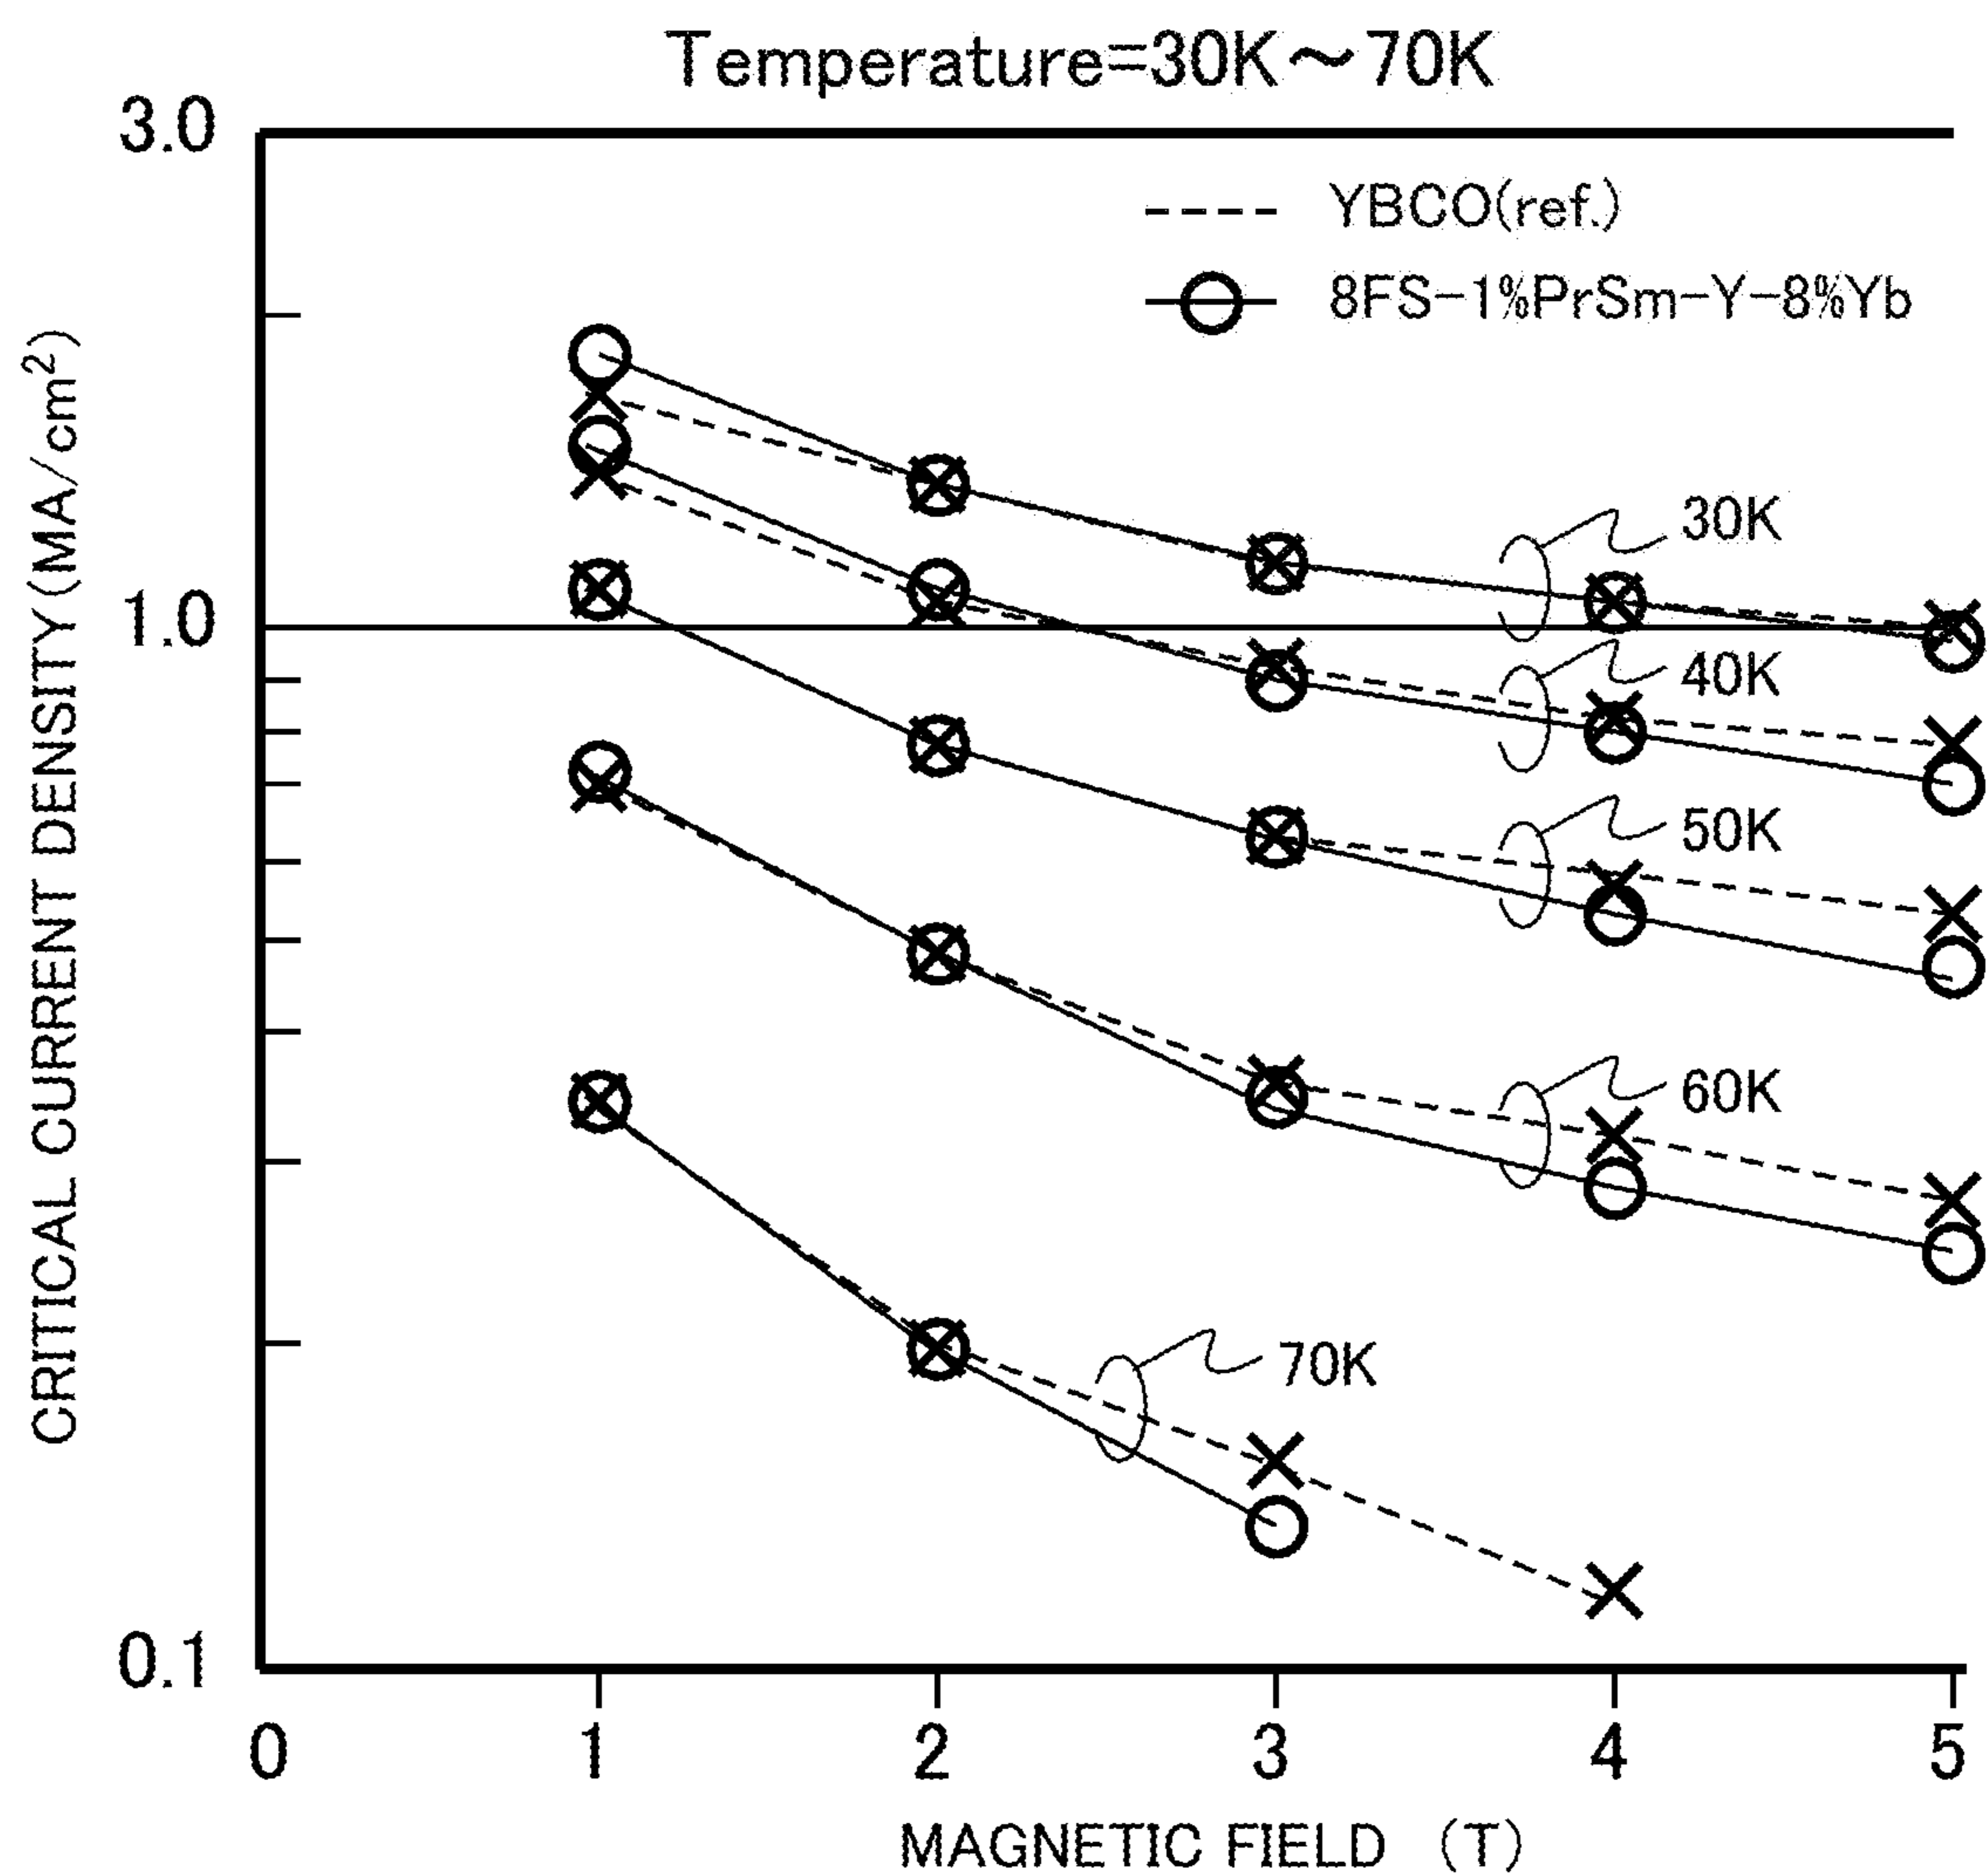 Temperature=30K～70K
3.0
YBCO(ref.)
8FS-1%PrSm-Y-8%Yb
CRITICAL CURRENT DENSITY(MA/cm²)
30K
1.0
40K
50K
60K
70K
0.1
0 1 2 3 4 5
MAGNETIC FIELD (T)